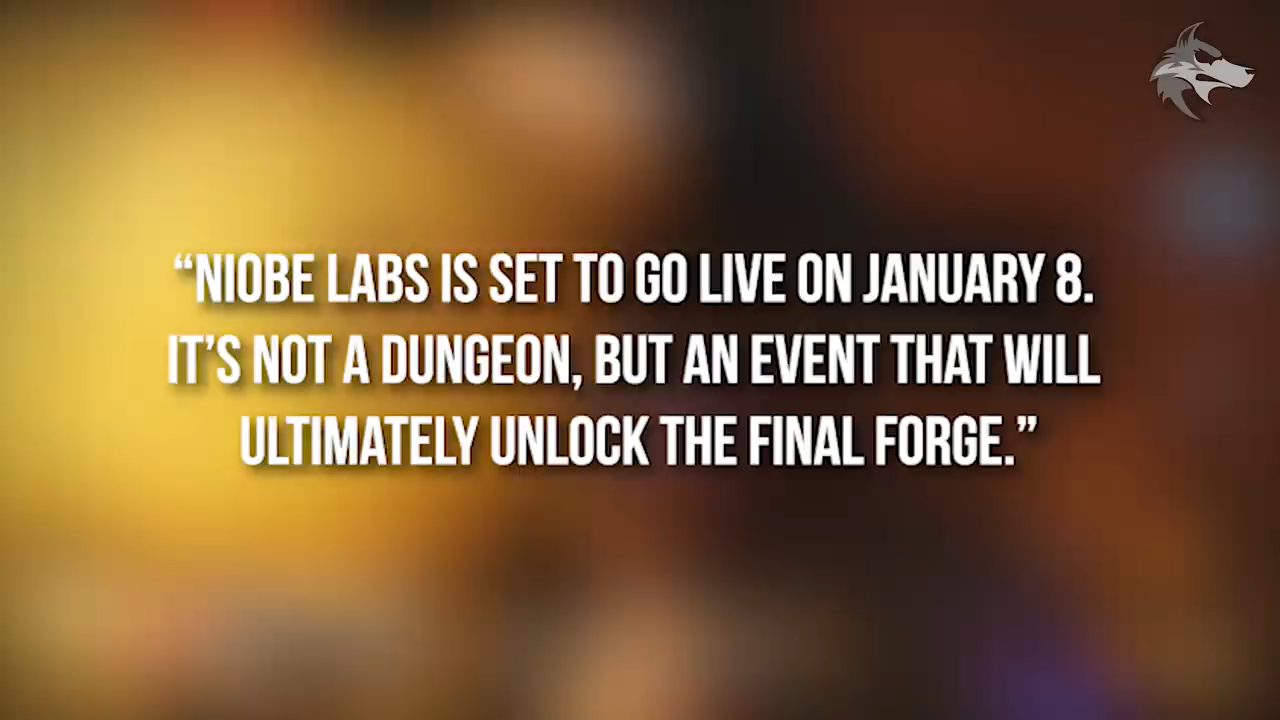 “NIOBE LABS IS SET TO GO LIVE ON JANUARY 8.
IT’S NOT A DUNGEON, BUT AN EVENT THAT WILL
ULTIMATELY UNLOCK THE FINAL FORGE.”